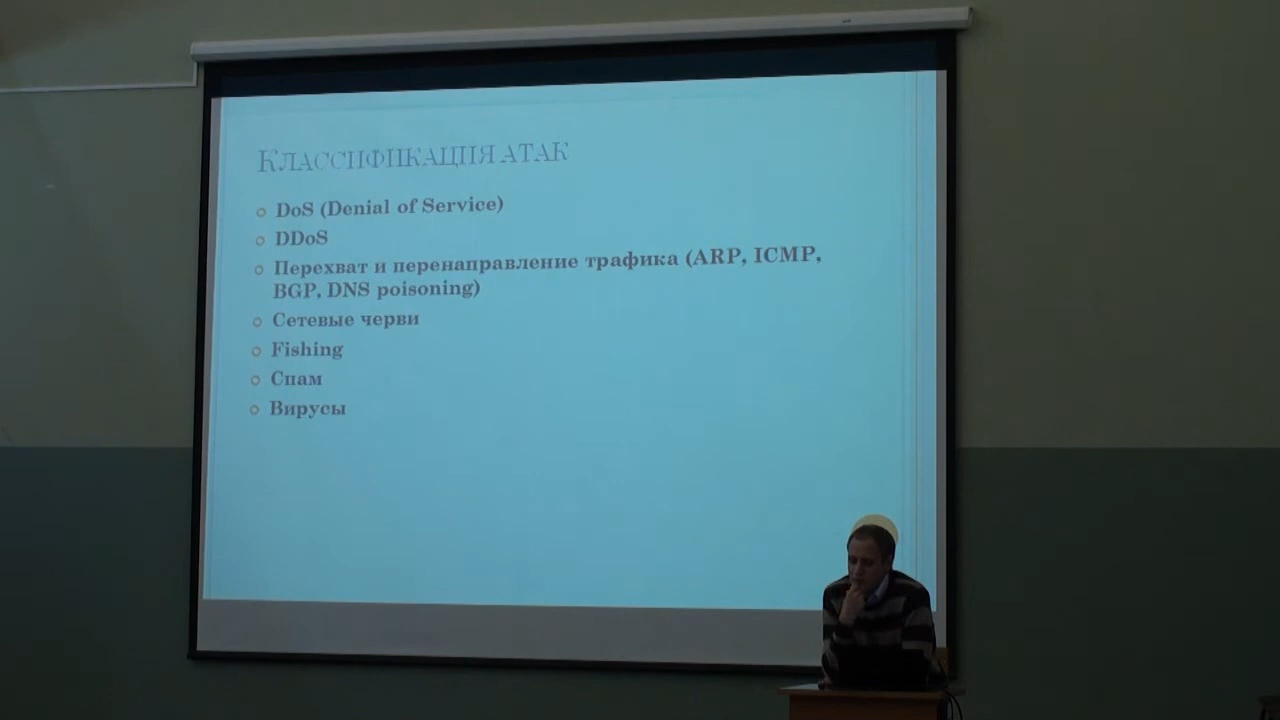 КЛАССИФИКАЦИЯ АТАК
DoS (Denial of Service)
DDoS
Перехват и перенаправление трафика (ARP, ICMP,
BGP, DNS poisoning)
Сетевые черви
Fishing
Спам
Вирусы